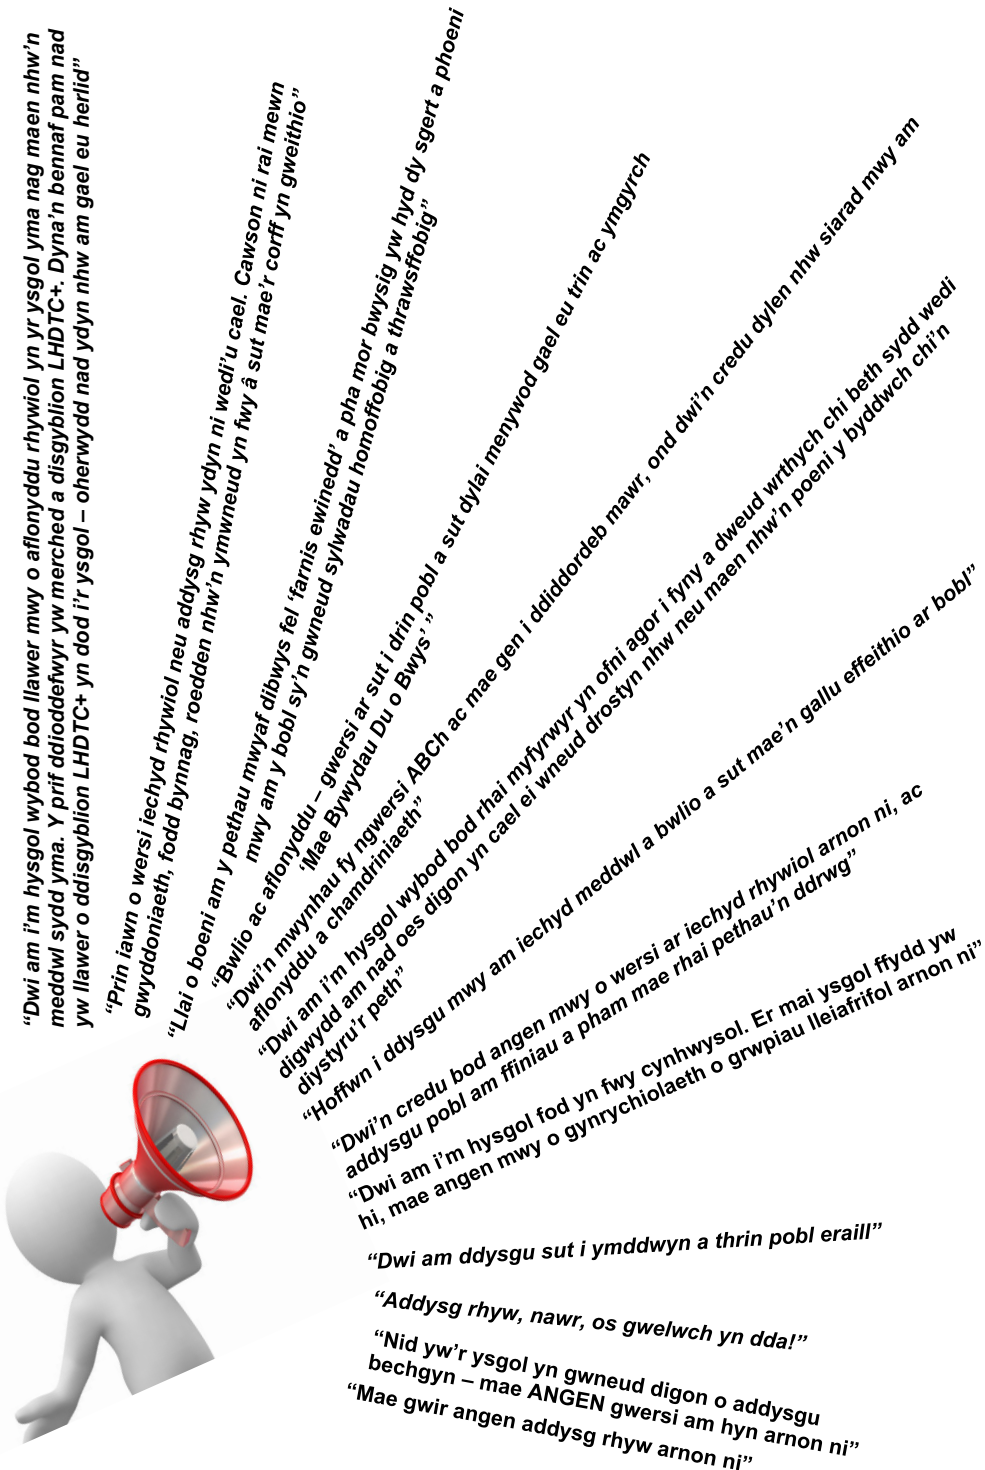 “Dwi am i’m hysgol wybod bod llawer mwy o aflonyddu rhywiol yn yr ysgol yma nag maen nhw’n
meddwl sydd yma. Y prif ddioddefwyr yw merched a disgyblion LHDTC+. Dyna’n bennaf pam nad
yw llawer o ddisgyblion LHDTC+ yn dod i’r ysgol – oherwydd nad ydyn nhw am gael eu herlid”
“Prin iawn o wersi iechyd rhywiol neu addysg rhyw ydyn ni wedi’u cael. Cawson ni rai mewn
gwyddoniaeth, fodd bynnag, roedden nhw’n ymwneud yn fwy â sut mae’r corff yn gweithio”
“Llai o boeni am y pethau mwyaf dibwys fel ‘farnis ewinedd’ a pha mor bwysig yw hyd dy sgert a phoeni
mwy am y bobl sy’n gwneud sylwadau homoffobig a thrawsffobig”
“Bwlio ac aflonyddu – gwersi ar sut i drin pobl a sut dylai menywod gael eu trin ac ymgyrch
‘Mae Bywydau Du o Bwys’ ”
“Dwi’n mwynhau fy ngwersi ABCh ac mae gen i ddiddordeb mawr, ond dwi’n credu dylen nhw siarad mwy am
aflonyddu a chamdriniaeth”
“Dwi am i’m hysgol wybod bod rhai myfyrwyr yn ofni agor i fyny a dweud wrthych chi beth sydd wedi
digwydd am nad oes digon yn cael ei wneud drostyn nhw neu maen nhw’n poeni y byddwch chi’n
diystyru’r peth”
“Hoffwn i ddysgu mwy am iechyd meddwl a bwlio a sut mae’n gallu effeithio ar bobl”
“Dwi’n credu bod angen mwy o wersi ar iechyd rhywiol arnon ni, ac
addysgu pobl am ffiniau a pham mae rhai pethau’n ddrwg”
“Dwi am i’m hysgol fod yn fwy cynhwysol. Er mai ysgol ffydd yw
hi, mae angen mwy o gynrychiolaeth o grwpiau lleiafrifol arnon ni”
“Dwi am ddysgu sut i ymddwyn a thrin pobl eraill”
“Addysg rhyw, nawr, os gwelwch yn dda!”
“Nid yw’r ysgol yn gwneud digon o addysgu
bechgyn – mae ANGEN gwersi am hyn arnon ni”
“Mae gwir angen addysg rhyw arnon ni”